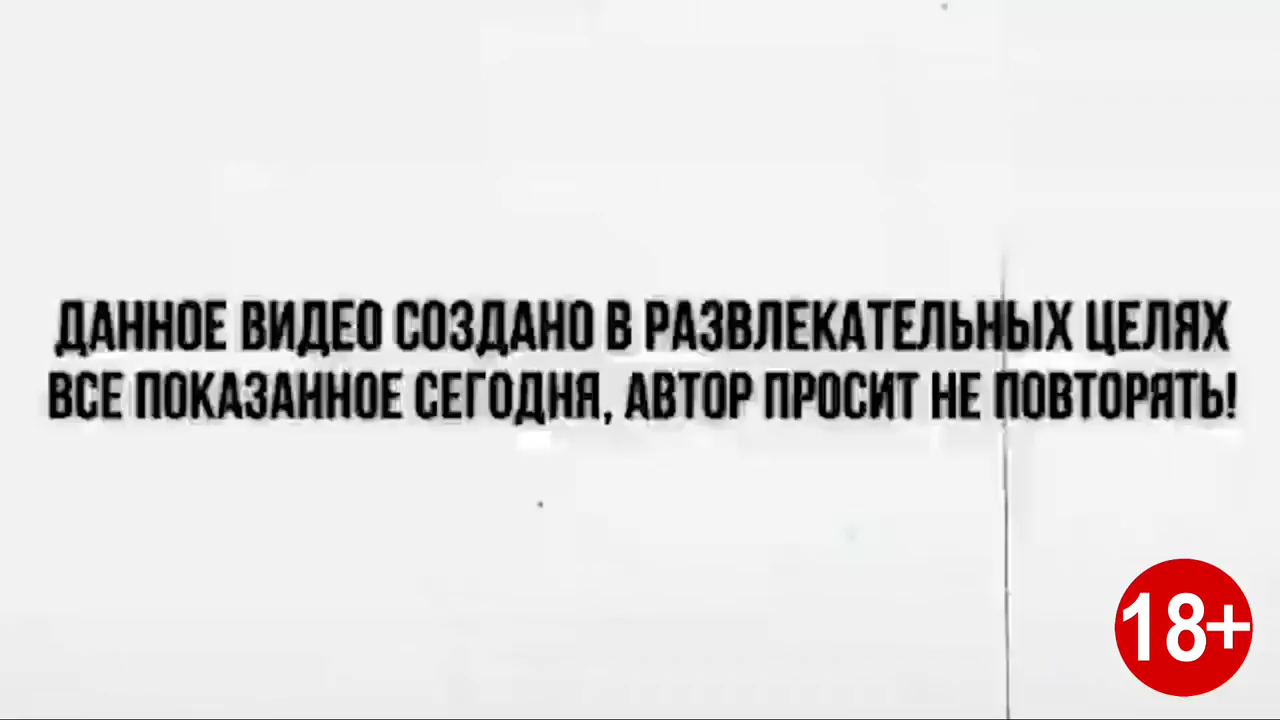 ДАННОЕ ВИДЕО СОЗДАНО В РАЗВЛЕКАТЕЛЬНЫХ ЦЕЛЯХ
ВСЕ ПОКАЗАННОЕ СЕГОДНЯ, АВТОР ПРОСИТ НЕ ПОВТОРЯТЬ!
18+